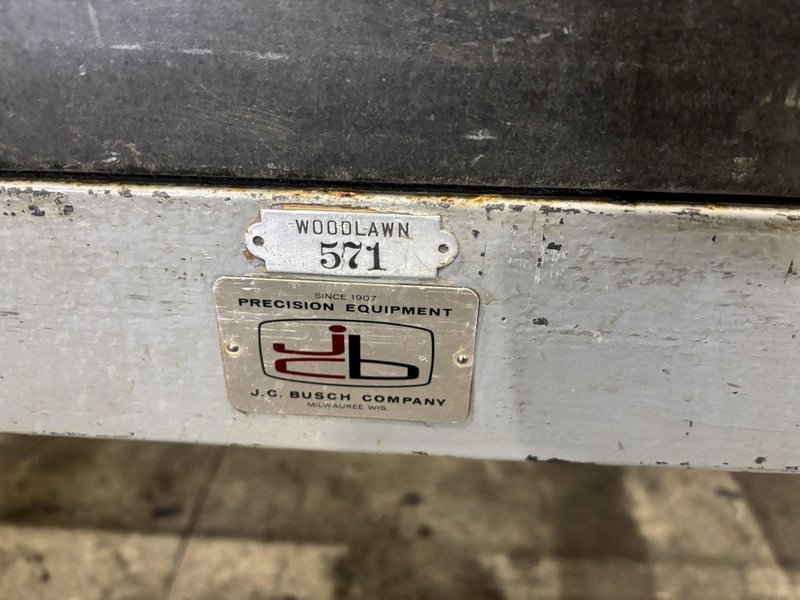 WOODLAWN
571
SINCE 1907
PRECISION EQUIPMENT
jcb
J.C. BUSCH COMPANY
MILWAUKEE WIS.